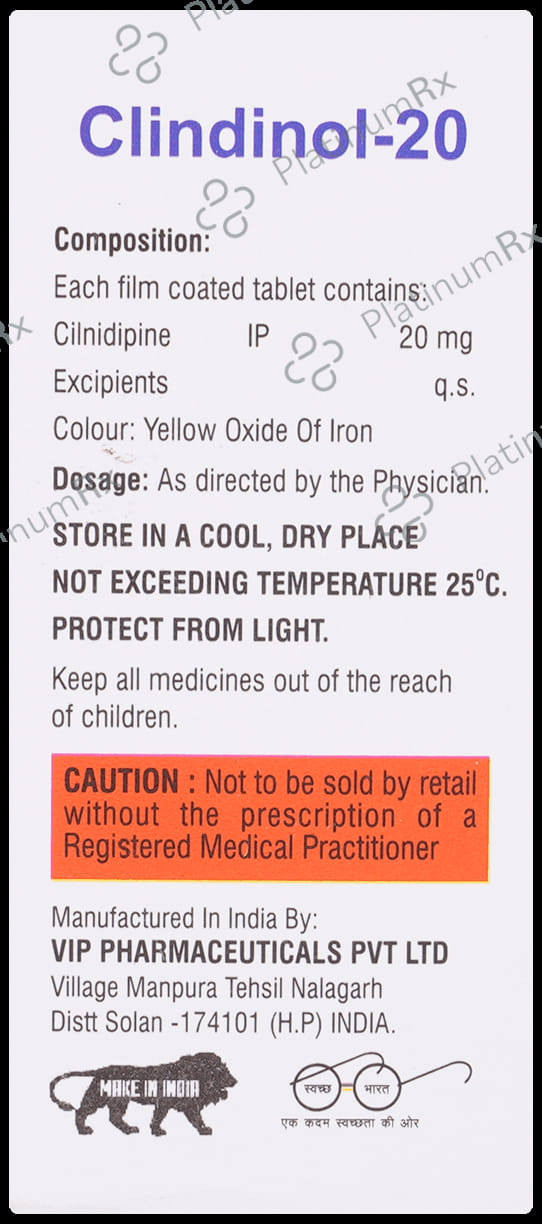 PlatinumRx
Clindinol-20
PlatinumRx
Composition:
Each film coated tablet contains:
PlatinumRx
Cilnidipine IP 20 mg
Excipients q.s.
Colour: Yellow Oxide Of Iron
Dosage: As directed by the Physician.
STORE IN A COOL, DRY PLACE
NOT EXCEEDING TEMPERATURE 25⁰C.
PROTECT FROM LIGHT.
Keep all medicines out of the reach
of children.
CAUTION : Not to be sold by retail
without the prescription of a
Registered Medical Practitioner
Manufactured In India By:
VIP PHARMACEUTICALS PVT LTD
Village Manpura Tehsil Nalagarh
Distt Solan -174101 (H.P) INDIA.
MAKE IN INDIA
स्वच्छ भारत
एक कदम स्वच्छता की ओर